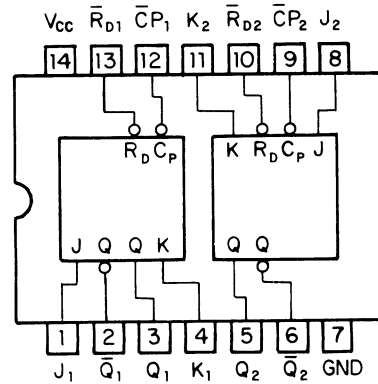 Vcc R̅D1 C̅P1 K2 R̅D2 C̅P2 J2
14 13 12 11 10 9 8
RD CP K RD CP J
J Q Q K Q Q
1 2 3 4 5 6 7
J1 Q̅1 Q1 K1 Q2 Q̅2 GND